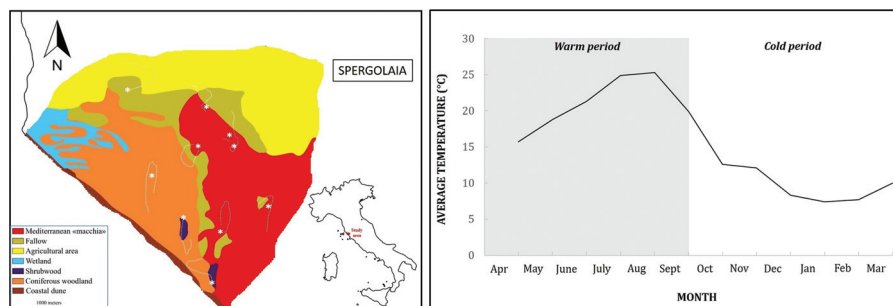 N
SPERGOLAIA
Mediterranean «macchia»
Fallow
Agricultural area
Wetland
Shrubwood
Coniferous woodland
Coastal dune
1000 meters
Study
area
Warm period
Cold period
AVERAGE TEMPERATURE (°C)
30
25
20
15
10
5
0
Apr May June July Aug Sept Oct Nov Dec Jan Feb Mar
MONTH